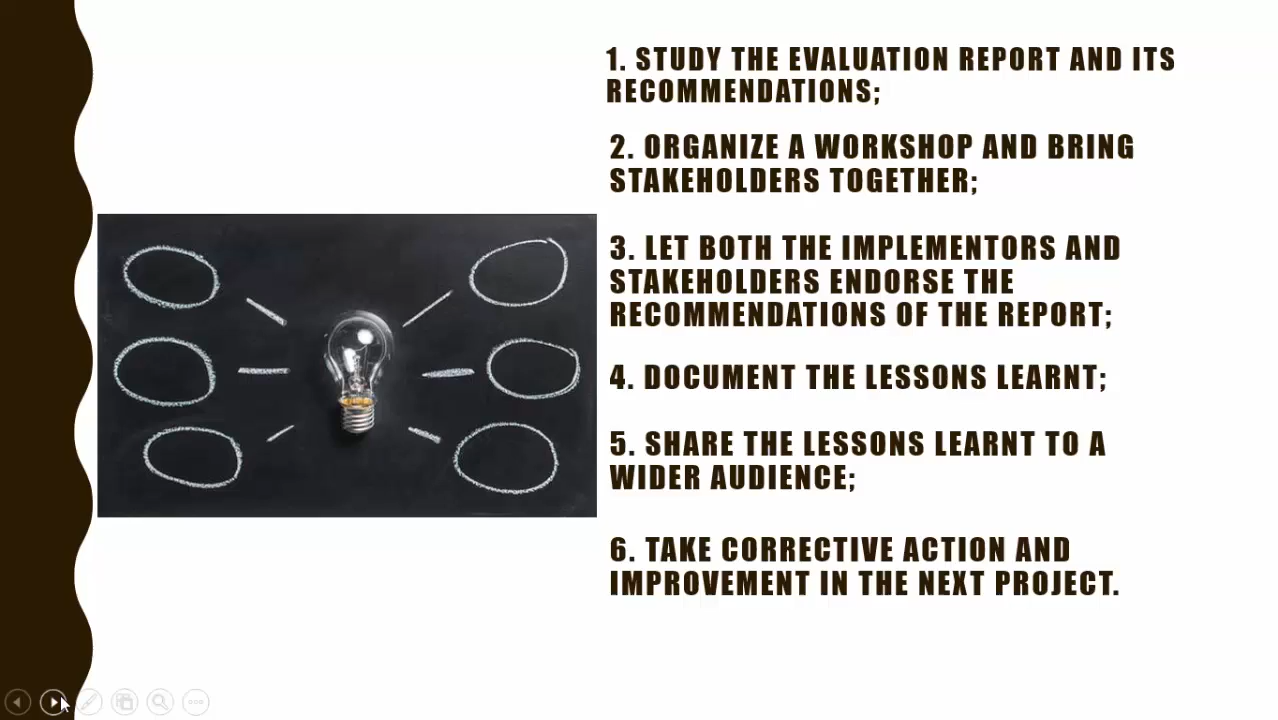 1. STUDY THE EVALUATION REPORT AND ITS
RECOMMENDATIONS;
2. ORGANIZE A WORKSHOP AND BRING
STAKEHOLDERS TOGETHER;
3. LET BOTH THE IMPLEMENTORS AND
STAKEHOLDERS ENDORSE THE
RECOMMENDATIONS OF THE REPORT;
4. DOCUMENT THE LESSONS LEARNT;
5. SHARE THE LESSONS LEARNT TO A
WIDER AUDIENCE;
6. TAKE CORRECTIVE ACTION AND
IMPROVEMENT IN THE NEXT PROJECT.